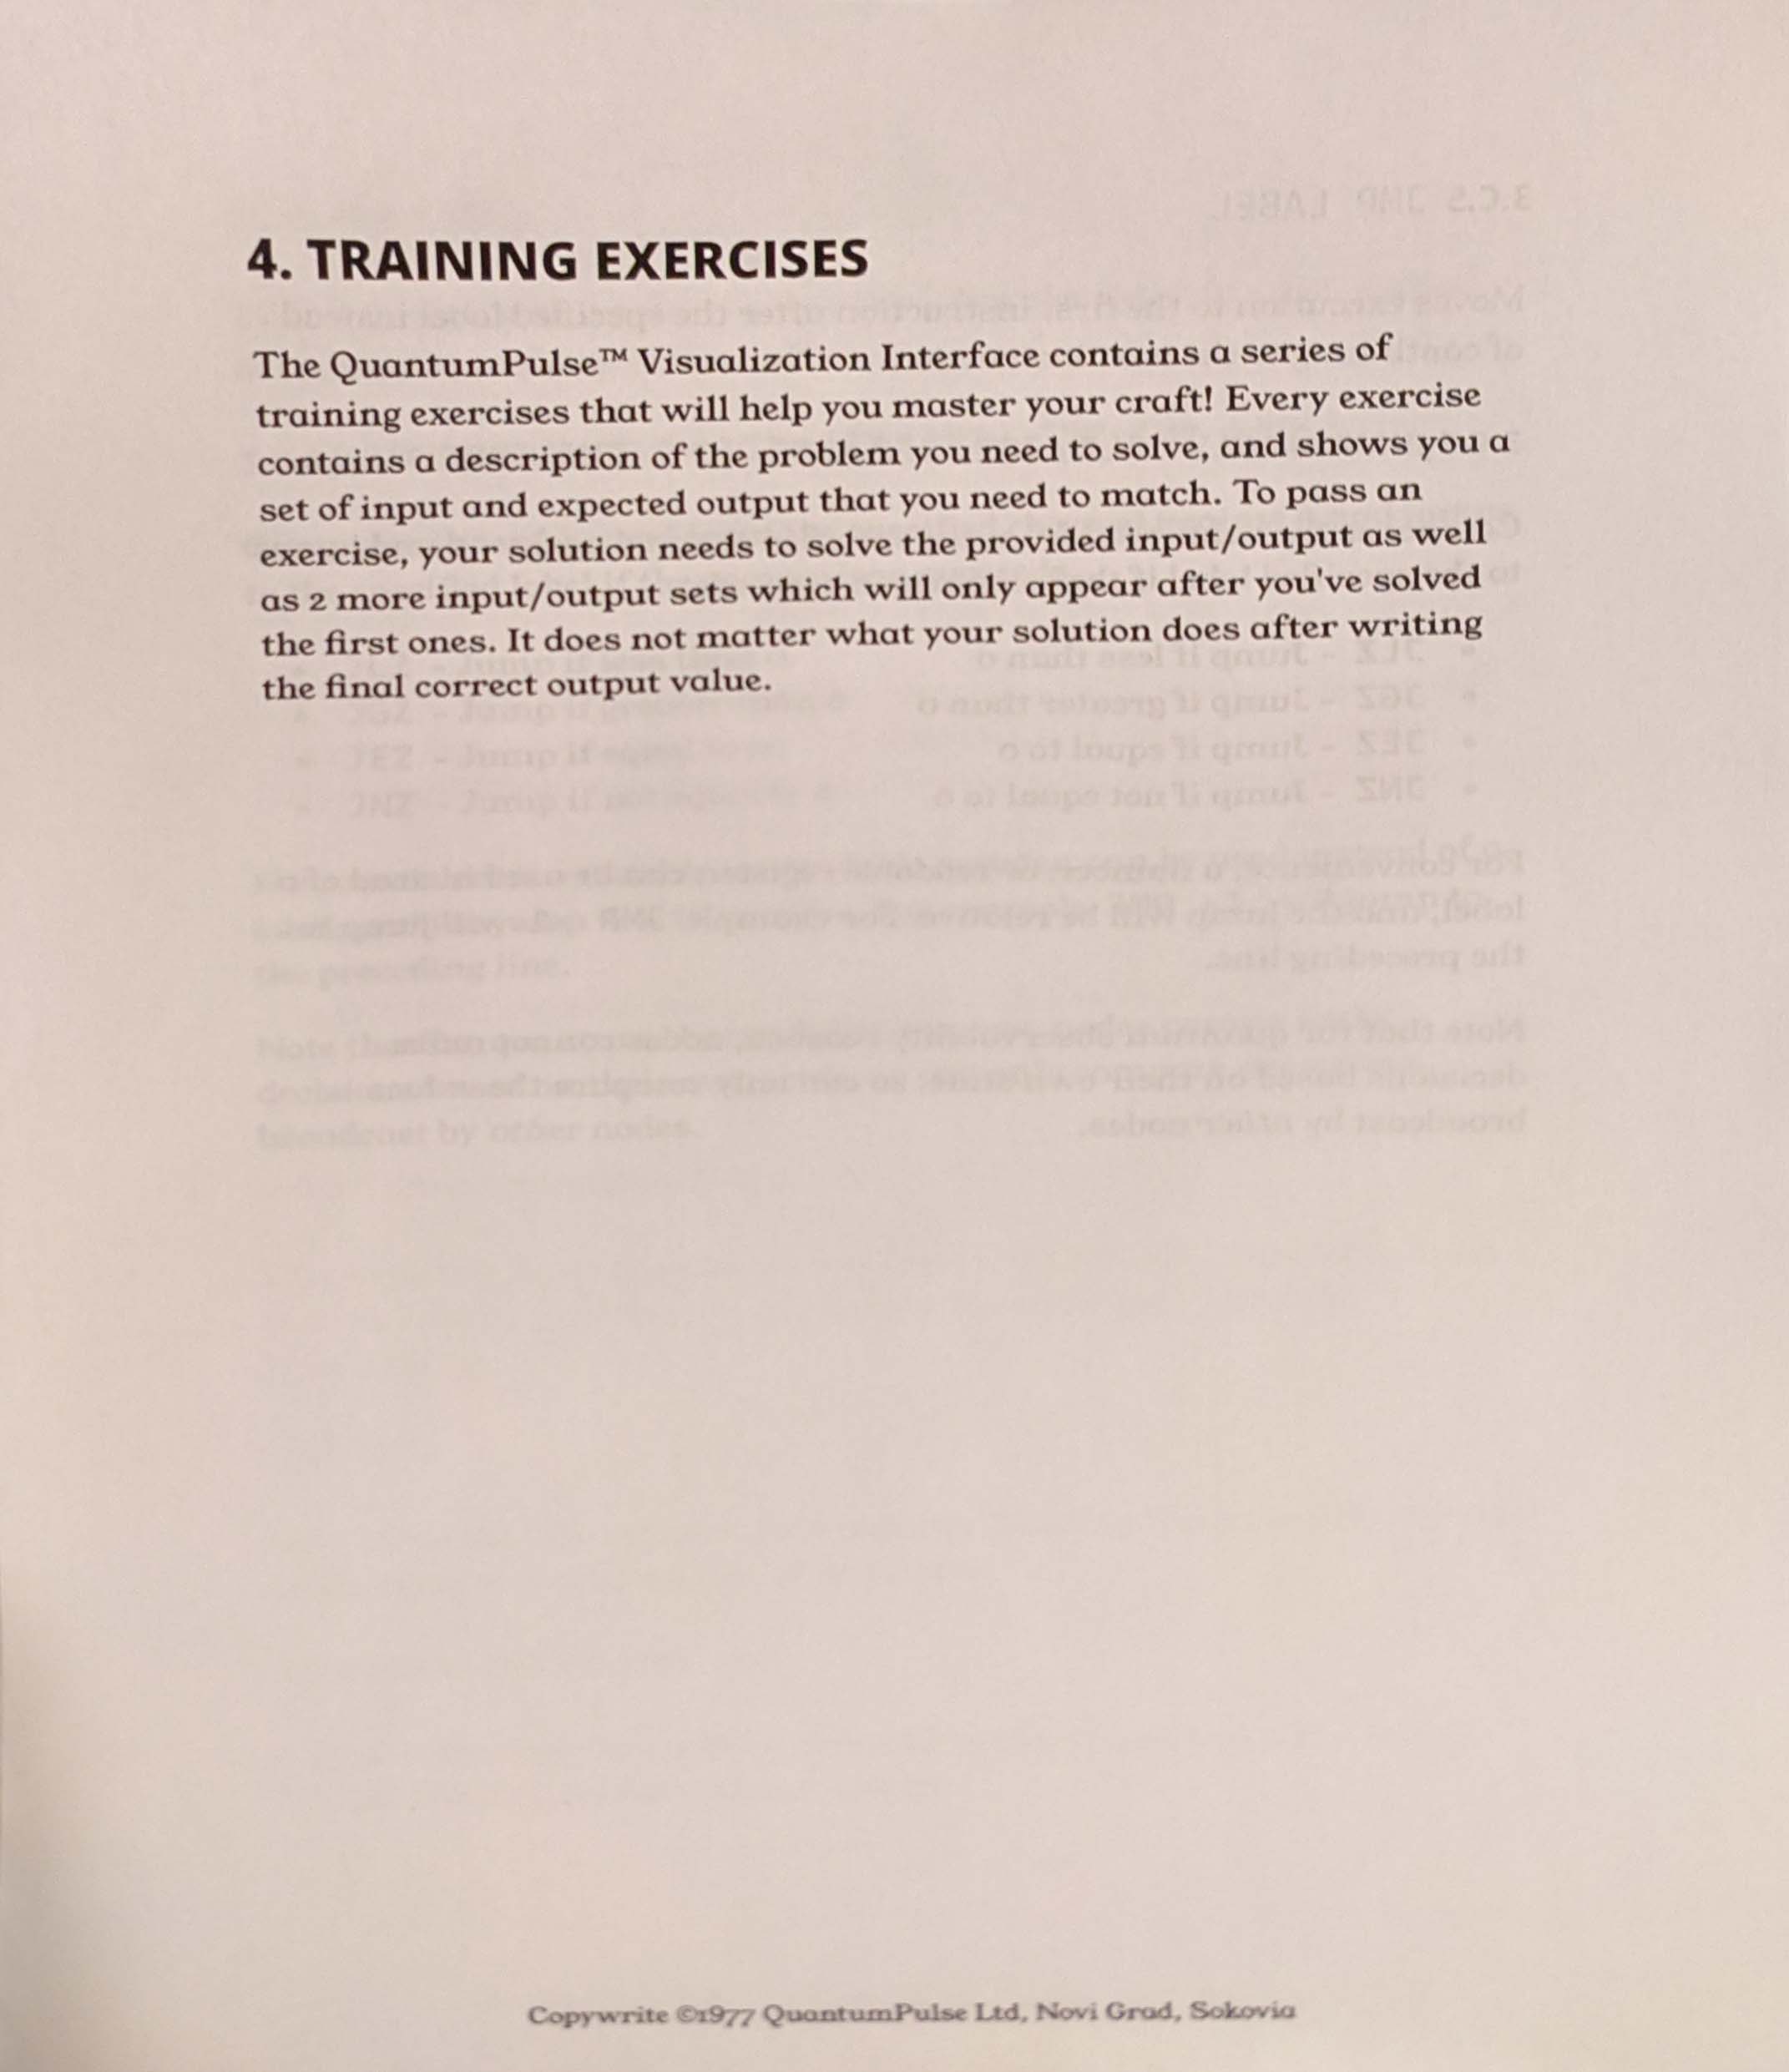 4. TRAINING EXERCISES
The QuantumPulse™ Visualization Interface contains a series of
training exercises that will help you master your craft! Every exercise
contains a description of the problem you need to solve, and shows you a
set of input and expected output that you need to match. To pass an
exercise, your solution needs to solve the provided input/output as well
as 2 more input/output sets which will only appear after you've solved
the first ones. It does not matter what your solution does after writing
the final correct output value.
Copywrite ©1977 QuantumPulse Ltd, Novi Grad, Sokovia